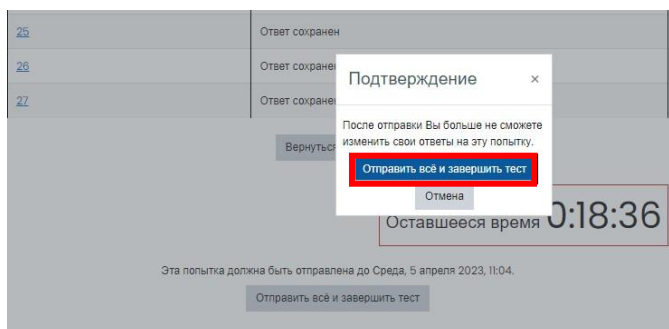 25 Ответ сохранен
26 Ответ сохранен
27 Ответ сохранен
Подтверждение ×
После отправки Вы больше не сможете
изменить свои ответы на эту попытку.
Отправить всё и завершить тест
Отмена
Вернуться
Оставшееся время 0:18:36
Эта попытка должна быть отправлена до Среда, 5 апреля 2023, 11:04.
Отправить всё и завершить тест